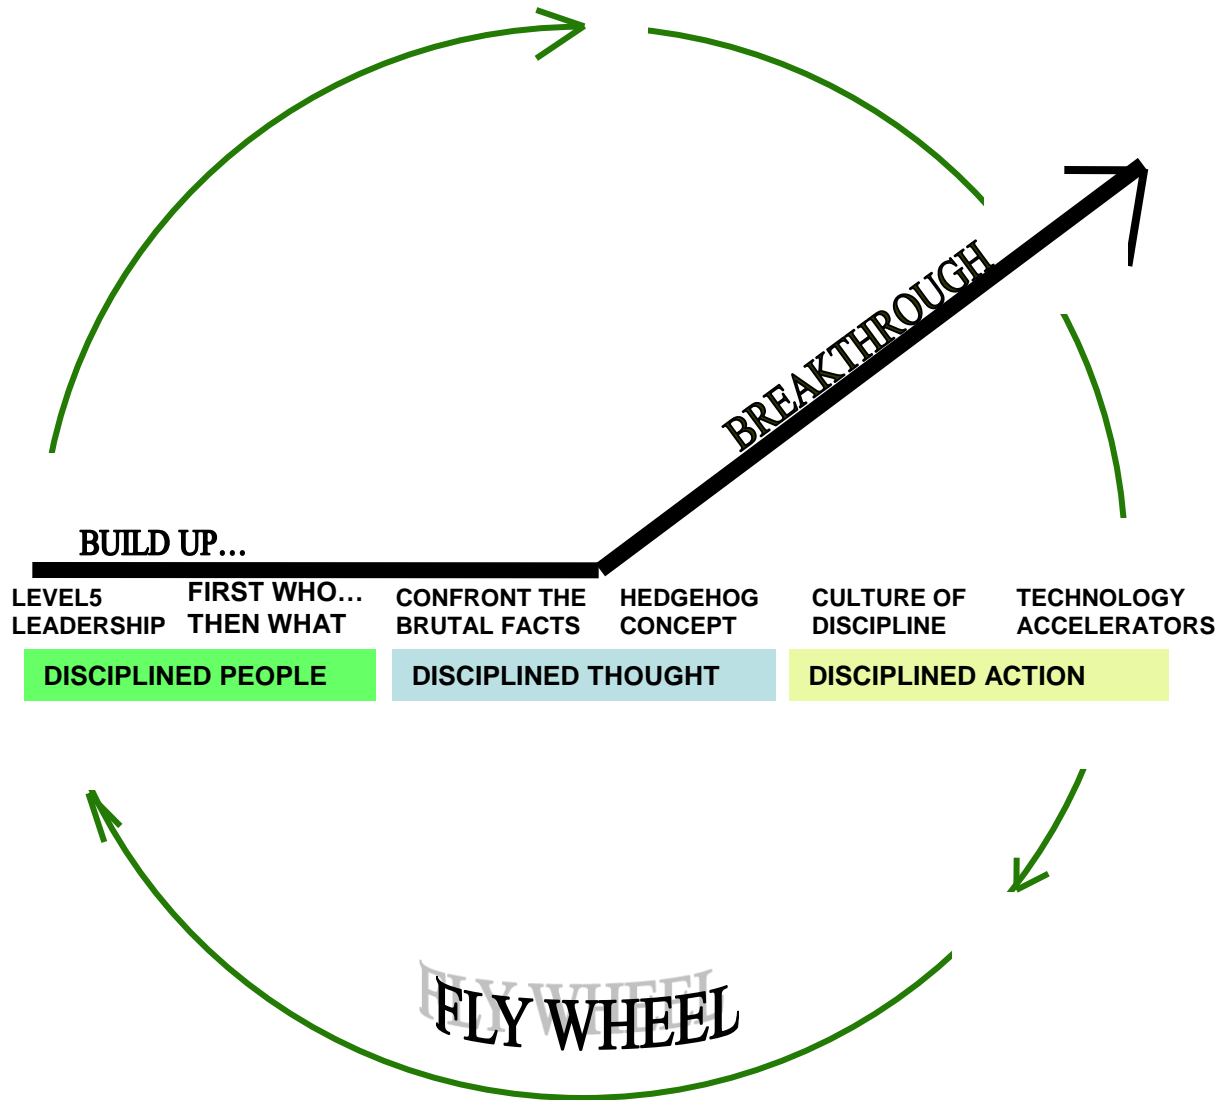 BREAKTHROUGH
BUILD UP...
LEVEL5
LEADERSHIP
FIRST WHO...
THEN WHAT
CONFRONT THE
BRUTAL FACTS
HEDGEHOG
CONCEPT
CULTURE OF
DISCIPLINE
TECHNOLOGY
ACCELERATORS
DISCIPLINED PEOPLE
DISCIPLINED THOUGHT
DISCIPLINED ACTION
FLY WHEEL